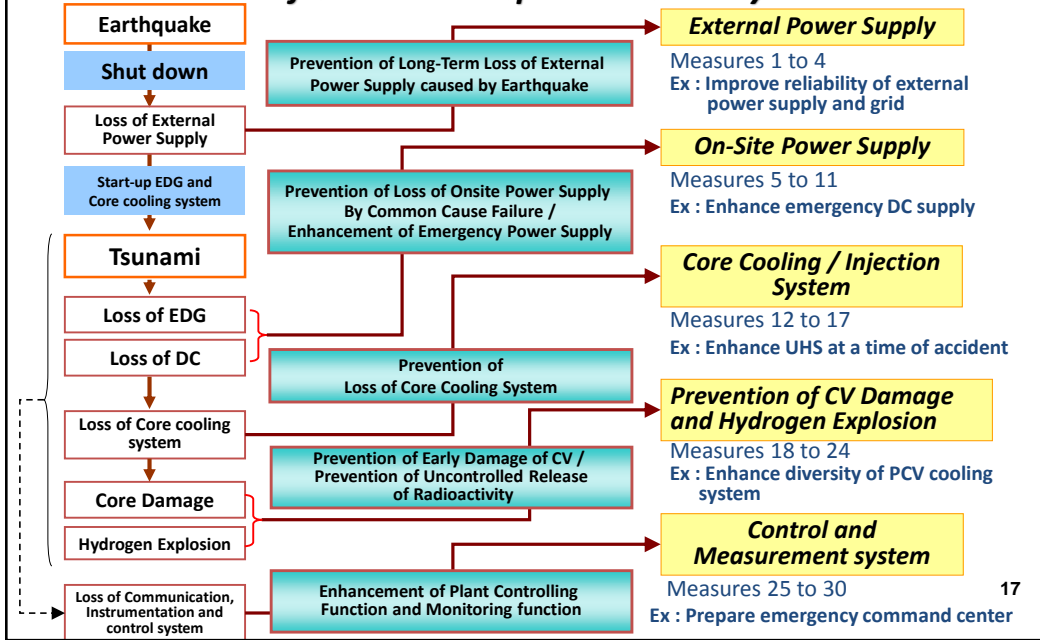 Earthquake
Shut down
Loss of External
Power Supply
Start-up EDG and
Core cooling system
Tsunami
Loss of EDG
Loss of DC
Loss of Core cooling
system
Core Damage
Hydrogen Explosion
Loss of Communication,
Instrumentation and
control system
Prevention of Long-Term Loss of External
Power Supply caused by Earthquake
Prevention of Loss of Onsite Power Supply
By Common Cause Failure /
Enhancement of Emergency Power Supply
Prevention of
Loss of Core Cooling System
Prevention of Early Damage of CV /
Prevention of Uncontrolled Release
of Radioactivity
Enhancement of Plant Controlling
Function and Monitoring function
External Power Supply
Measures 1 to 4
Ex : Improve reliability of external
power supply and grid
On-Site Power Supply
Measures 5 to 11
Ex : Enhance emergency DC supply
Core Cooling / Injection
System
Measures 12 to 17
Ex : Enhance UHS at a time of accident
Prevention of CV Damage
and Hydrogen Explosion
Measures 18 to 24
Ex : Enhance diversity of PCV cooling
system
Control and
Measurement system
Measures 25 to 30
Ex : Prepare emergency command center
17